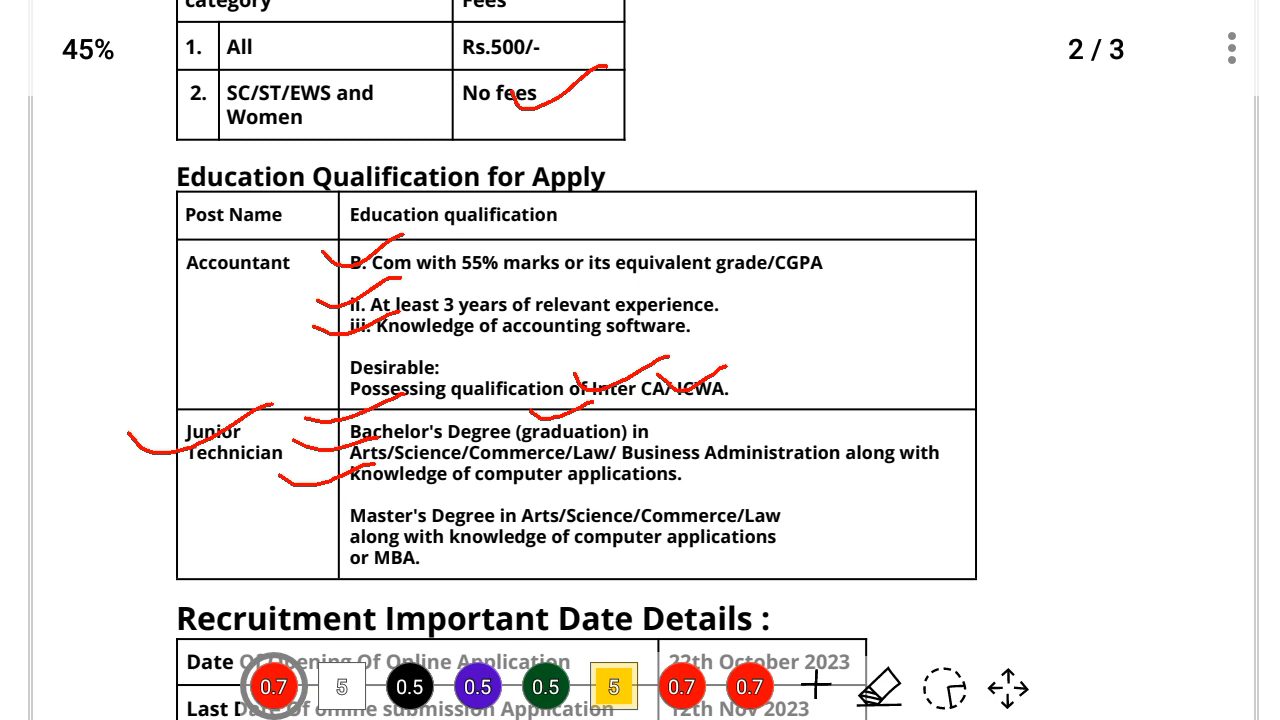 category Fees
45%
2 / 3
1. All Rs.500/-
2. SC/ST/EWS and No fees
Women
Education Qualification for Apply
Post Name Education qualification
Accountant B. Com with 55% marks or its equivalent grade/CGPA
ii. At least 3 years of relevant experience.
iii. Knowledge of accounting software.
Desirable:
Possessing qualification of Inter CA/ ICWA.
Junior Bachelor's Degree (graduation) in
Technician Arts/Science/Commerce/Law/ Business Administration along with
knowledge of computer applications.
Master's Degree in Arts/Science/Commerce/Law
along with knowledge of computer applications
or MBA.
Recruitment Important Date Details :
Date Of Opening Of Online Application 22th October 2023
0.7 5 0.5 0.5 0.5 5 0.7 0.7
Last Date Of online submission Application 12th Nov 2023